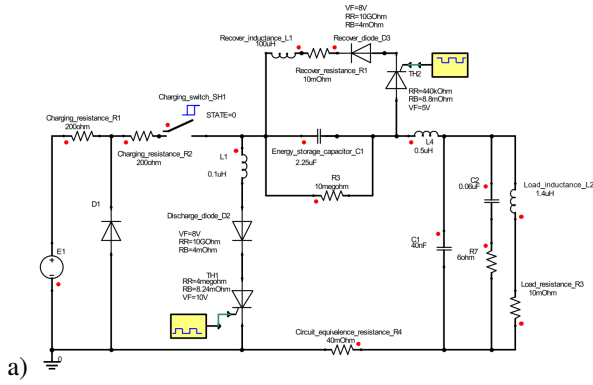 VF=8V
RR=10GOhm
RB=4mOhm
Recover_inductance_L1
100uH
Recover_diode_D3
Recover_resistance_R1
10mOhm
TH2
RR=440kOhm
RB=8.8mOhm
VF=5V
Charging_switch_SH1
STATE=0
Charging_resistance_R1
200ohm
Charging_resistance_R2
200ohm
Energy_storage_capacitor_C1
2.25uF
L4
0.5uH
L1
0.1uH
R3
10megohm
C2
0.06uF
Load_inductance_L2
1.4uH
D1
Discharge_diode_D2
VF=8V
RR=10GOhm
RB=4mOhm
C1
40nF
R7
6ohm
E1
TH1
RR=4megohm
RB=8.24mOhm
VF=10V
Load_resistance_R3
10mOhm
Circuit_equivalence_resistance_R4
40mOhm
0
a)